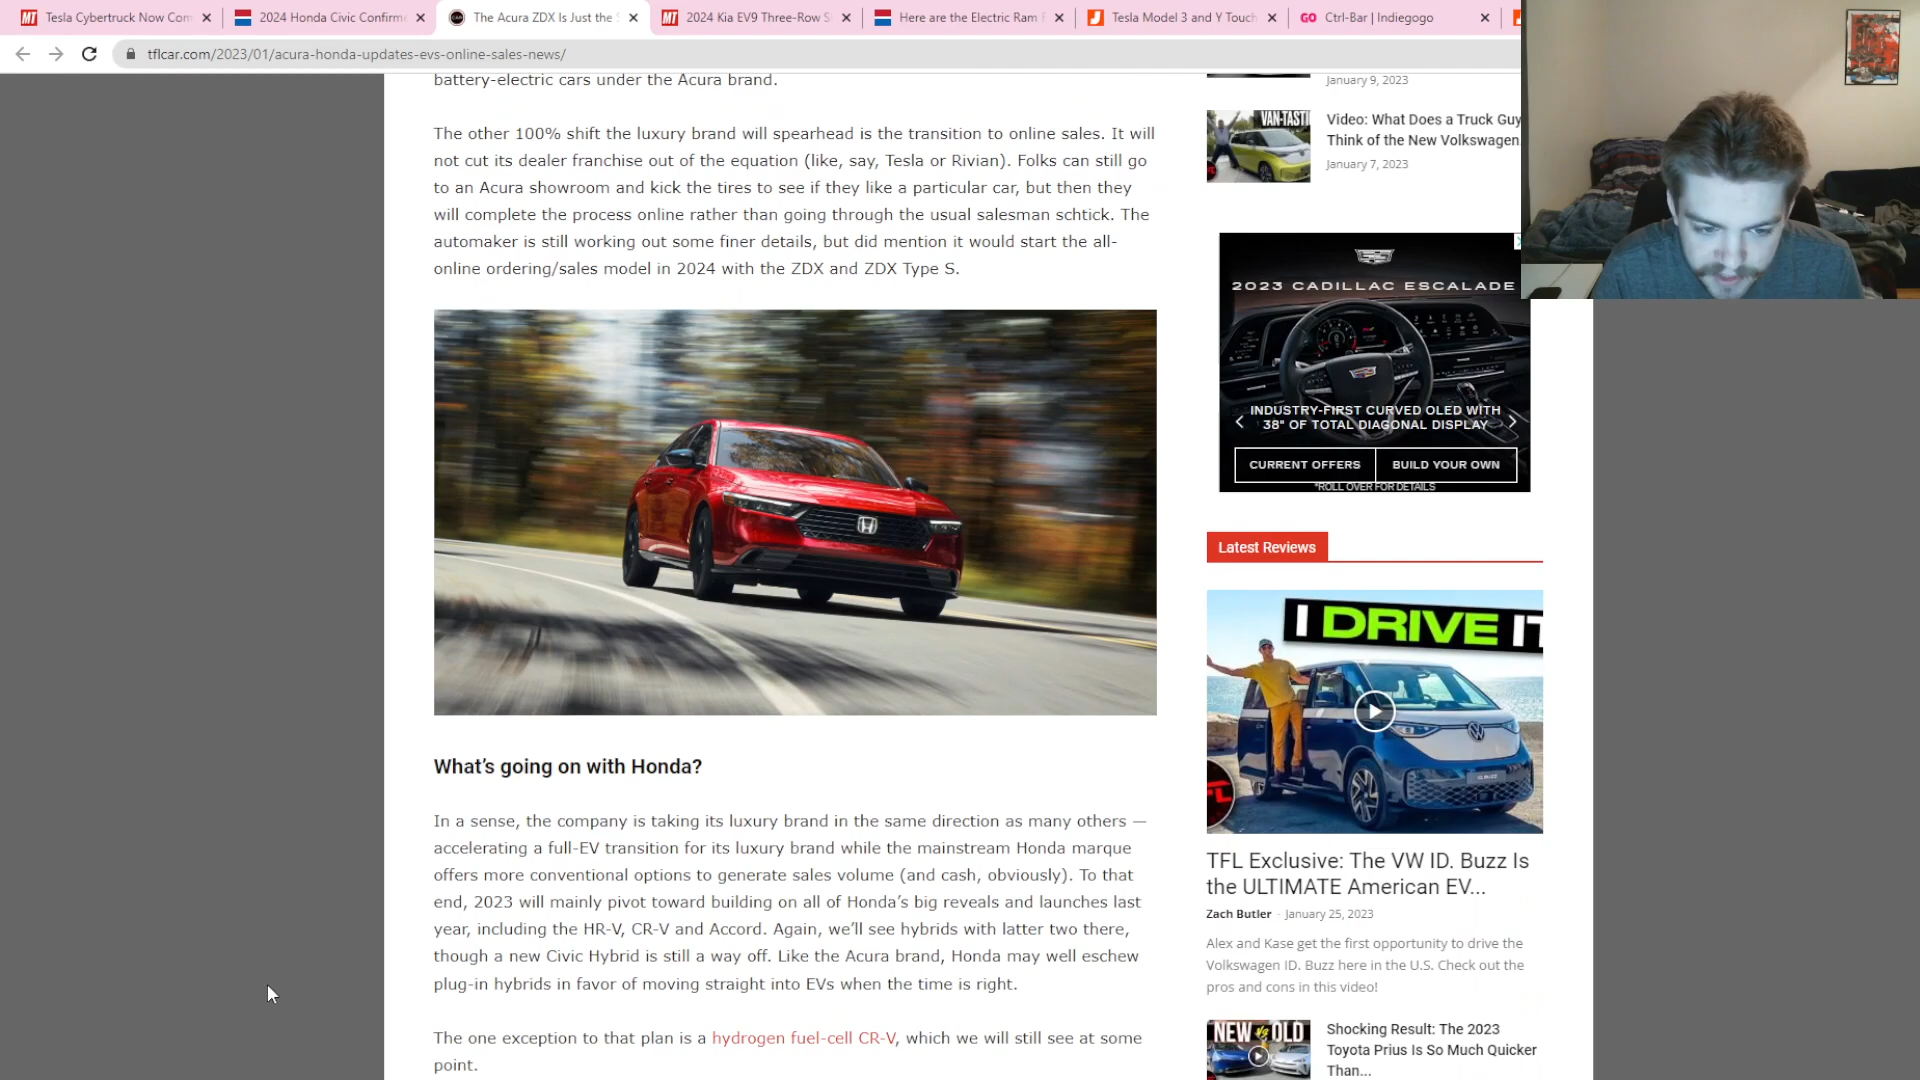 Tesla Cybertruck Now Com
2024 Honda Civic Confirme
The Acura ZDX Is Just the S
2024 Kia EV9 Three-Row S
Here are the Electric Ram
Tesla Model 3 and Y Touch
Ctrl-Bar | Indiegogo
tflcar.com/2023/01/acura-honda-updates-evs-online-sales-news/
battery-electric cars under the Acura brand.
The other 100% shift the luxury brand will spearhead is the transition to online sales. It will
not cut its dealer franchise out of the equation (like, say, Tesla or Rivian). Folks can still go
to an Acura showroom and kick the tires to see if they like a particular car, but then they
will complete the process online rather than going through the usual salesman schtick. The
automaker is still working out some finer details, but did mention it would start the all-
online ordering/sales model in 2024 with the ZDX and ZDX Type S.
What's going on with Honda?
In a sense, the company is taking its luxury brand in the same direction as many others —
accelerating a full-EV transition for its luxury brand while the mainstream Honda marque
offers more conventional options to generate sales volume (and cash, obviously). To that
end, 2023 will mainly pivot toward building on all of Honda's big reveals and launches last
year, including the HR-V, CR-V and Accord. Again, we'll see hybrids with latter two there,
though a new Civic Hybrid is still a way off. Like the Acura brand, Honda may well eschew
plug-in hybrids in favor of moving straight into EVs when the time is right.
The one exception to that plan is a hydrogen fuel-cell CR-V, which we will still see at some
point.
January 9, 2023
VAN-TASTI
Video: What Does a Truck Guy
Think of the New Volkswagen
January 7, 2023
2023 CADILLAC ESCALADE
INDUSTRY-FIRST CURVED OLED WITH
38" OF TOTAL DIAGONAL DISPLAY
CURRENT OFFERS
BUILD YOUR OWN
*ROLL OVER FOR DETAILS
Latest Reviews
I DRIVE IT
TFL Exclusive: The VW ID. Buzz Is
the ULTIMATE American EV...
Zach Butler - January 25, 2023
Alex and Kase get the first opportunity to drive the
Volkswagen ID. Buzz here in the U.S. Check out the
pros and cons in this video!
NEW vs OLD
Shocking Result: The 2023
Toyota Prius Is So Much Quicker
Than...